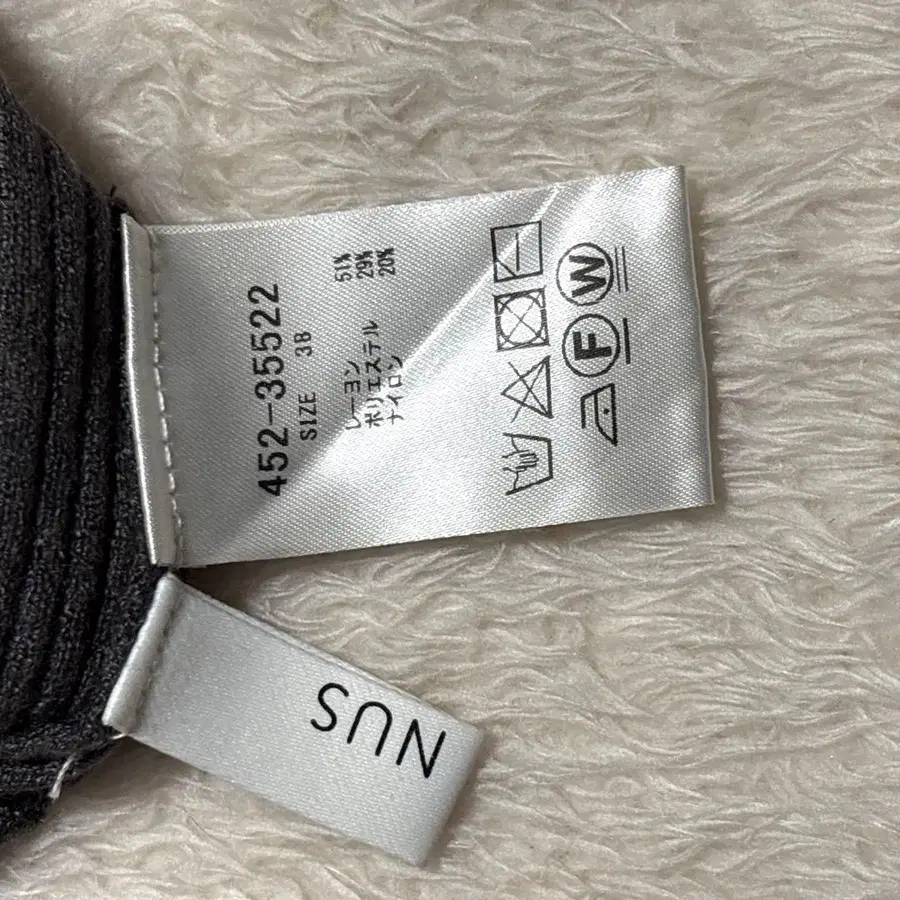 452-35522
SIZE 38
レーヨン 51%
ポリエステル 29%
ナイロン 20%
F W
NUS